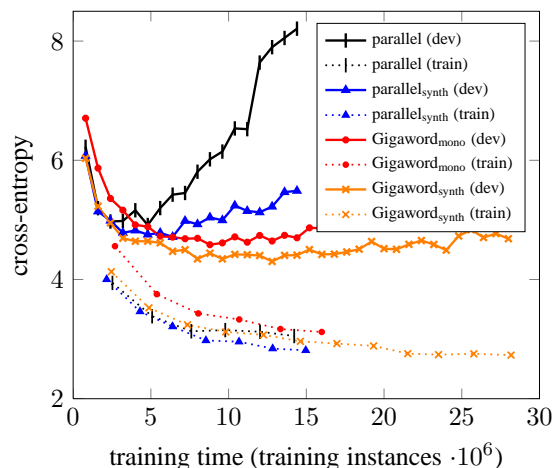 8
6
4
2
0
5
10
15
20
25
30
cross-entropy
training time (training instances ·10⁶)
parallel (dev)
parallel (train)
parallelsynth (dev)
parallelsynth (train)
Gigawordmono (dev)
Gigawordmono (train)
Gigawordsynth (dev)
Gigawordsynth (train)